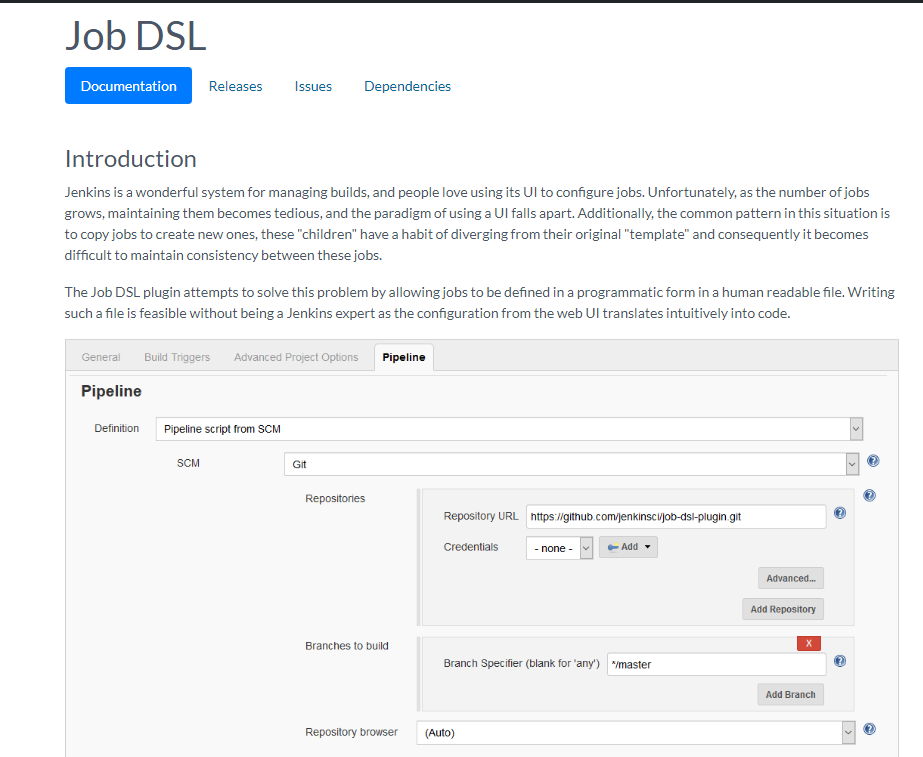 Job DSL
Documentation Releases Issues Dependencies
Introduction
Jenkins is a wonderful system for managing builds, and people love using its UI to configure jobs. Unfortunately, as the number of jobs
grows, maintaining them becomes tedious, and the paradigm of using a UI falls apart. Additionally, the common pattern in this situation is
to copy jobs to create new ones, these "children" have a habit of diverging from their original "template" and consequently it becomes
difficult to maintain consistency between these jobs.
The Job DSL plugin attempts to solve this problem by allowing jobs to be defined in a programmatic form in a human readable file. Writing
such a file is feasible without being a Jenkins expert as the configuration from the web UI translates intuitively into code.
General Build Triggers Advanced Project Options Pipeline
Pipeline
Definition Pipeline script from SCM
SCM Git
Repositories
Repository URL https://github.com/jenkinsci/job-dsl-plugin.git
Credentials - none - Add
Advanced...
Add Repository
Branches to build
X
Branch Specifier (blank for 'any') */master
Add Branch
Repository browser (Auto)